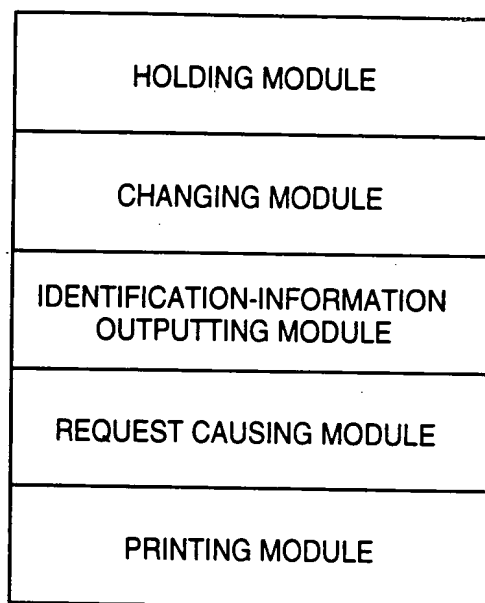 HOLDING MODULE
CHANGING MODULE
IDENTIFICATION-INFORMATION
OUTPUTTING MODULE
REQUEST CAUSING MODULE
PRINTING MODULE